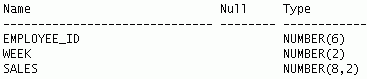 Name Null Type
------------------------------ -------- -----------
EMPLOYEE_ID NUMBER(6)
WEEK NUMBER(2)
SALES NUMBER(8,2)